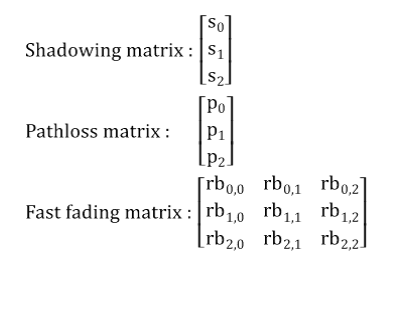 Shadowing matrix : [s₀
s₁
s₂]
Pathloss matrix : [p₀
p₁
p₂]
Fast fading matrix : [rb₀,₀ rb₀,₁ rb₀,₂
rb₁,₀ rb₁,₁ rb₁,₂
rb₂,₀ rb₂,₁ rb₂,₂]